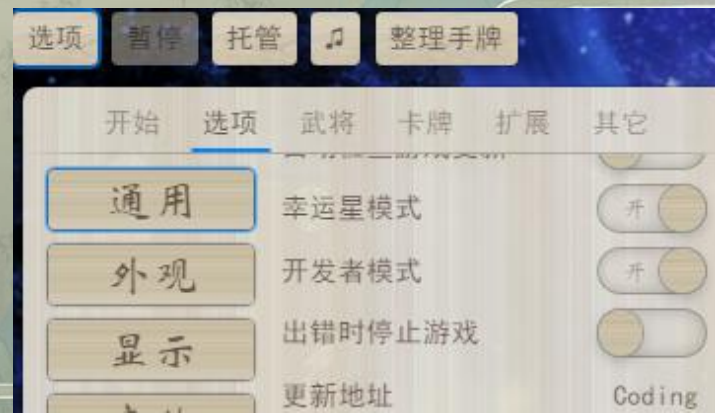 选项 暂停 托管 ♫ 整理手牌
开始 选项 武将 卡牌 扩展 其它
通用
幸运星模式 开
外观
开发者模式 开
显示
出错时停止游戏
更新地址 Coding